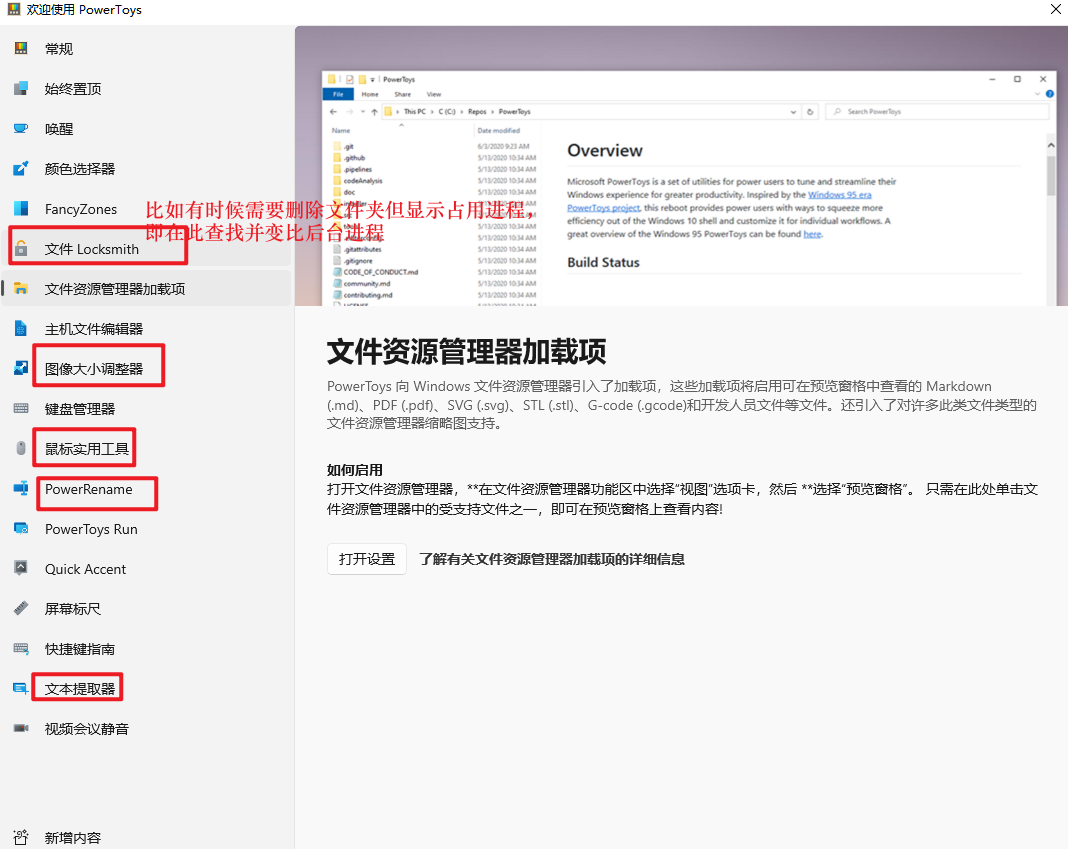 欢迎使用 PowerToys
常规
始终置顶
唤醒
颜色选择器
FancyZones
文件 Locksmith
文件资源管理器加载项
主机文件编辑器
图像大小调整器
键盘管理器
鼠标实用工具
PowerRename
PowerToys Run
Quick Accent
屏幕标尺
快捷键指南
文本提取器
视频会议静音
新增内容
比如有时候需要删除文件夹但显示占用进程，
即在此查找并变比后台进程
PowerToys
File Home Share View
This PC > C (C:) > Repos > PowerToys
Search PowerToys
Name Date modified
.git 6/3/2020 9:23 AM
.github 5/13/2020 10:34 AM
.pipelines 5/13/2020 10:34 AM
codeAnalysis 5/13/2020 10:34 AM
doc 5/13/2020 10:34 AM
.gitattributes 5/13/2020 10:34 AM
.gitignore 5/13/2020 10:34 AM
CODE_OF_CONDUCT.md 5/13/2020 10:34 AM
community.md 5/13/2020 10:34 AM
contributing.md 5/13/2020 10:34 AM
Overview
Microsoft PowerToys is a set of utilities for power users to tune and streamline their
Windows experience for greater productivity. Inspired by the Windows 95 era
PowerToys project, this reboot provides power users with ways to squeeze more
efficiency out of the Windows 10 shell and customize it for individual workflows. A
great overview of the Windows 95 PowerToys can be found here.
Build Status
文件资源管理器加载项
PowerToys 向 Windows 文件资源管理器引入了加载项，这些加载项将启用可在预览窗格中查看的 Markdown
(.md)、PDF (.pdf)、SVG (.svg)、STL (.stl)、G-code (.gcode)和开发人员文件等文件。还引入了对许多此类文件类型的
文件资源管理器缩略图支持。
如何启用
打开文件资源管理器，**在文件资源管理器功能区中选择“视图”选项卡，然后 **选择“预览窗格”。 只需在此处单击文
件资源管理器中的受支持文件之一，即可在预览窗格上查看内容!
打开设置
了解有关文件资源管理器加载项的详细信息